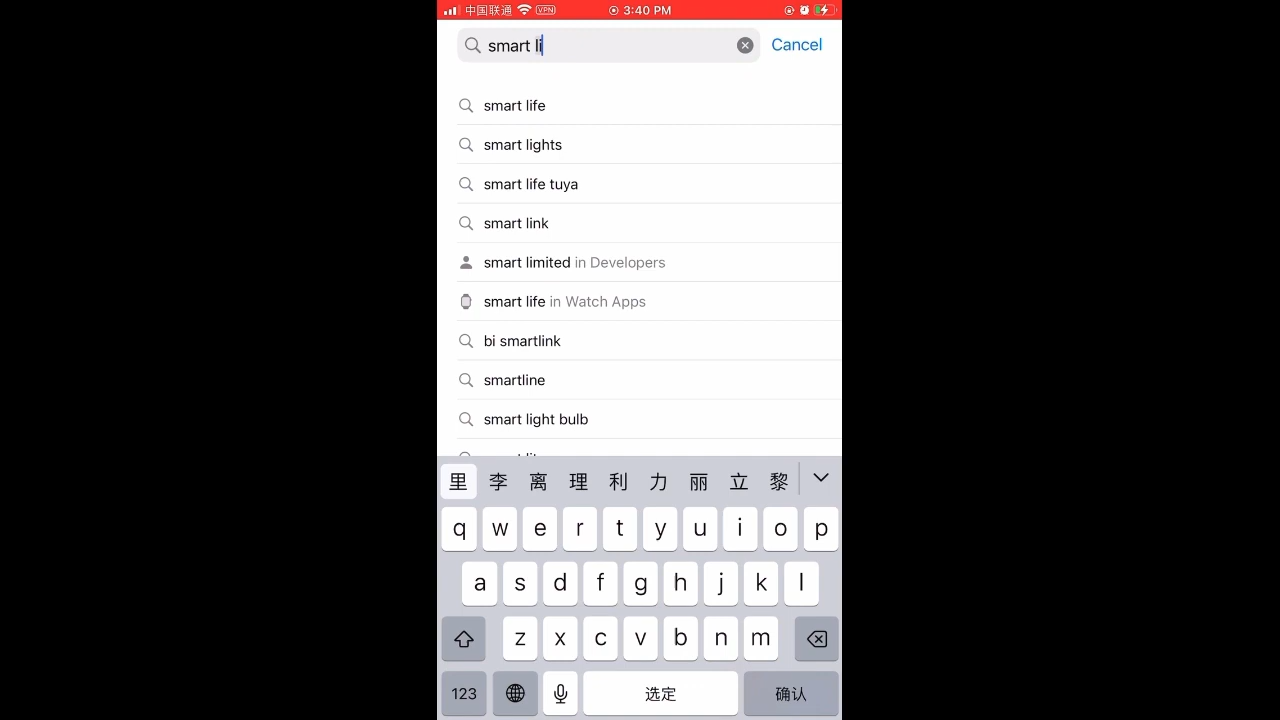 中国联通 VPN 3:40 PM
smart li Cancel
smart life
smart lights
smart life tuya
smart link
smart limited in Developers
smart life in Watch Apps
bi smartlink
smartline
smart light bulb
里 李 离 理 利 力 丽 立 黎
q w e r t y u i o p
a s d f g h j k l
z x c v b n m
123 选定 确认